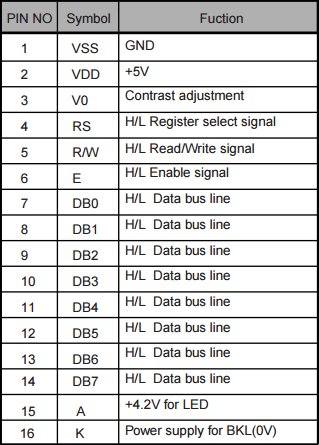 PIN NO Symbol Fuction
1 VSS GND
2 VDD +5V
3 V0 Contrast adjustment
4 RS H/L Register select signal
5 R/W H/L Read/Write signal
6 E H/L Enable signal
7 DB0 H/L Data bus line
8 DB1 H/L Data bus line
9 DB2 H/L Data bus line
10 DB3 H/L Data bus line
11 DB4 H/L Data bus line
12 DB5 H/L Data bus line
13 DB6 H/L Data bus line
14 DB7 H/L Data bus line
15 A +4.2V for LED
16 K Power supply for BKL(0V)